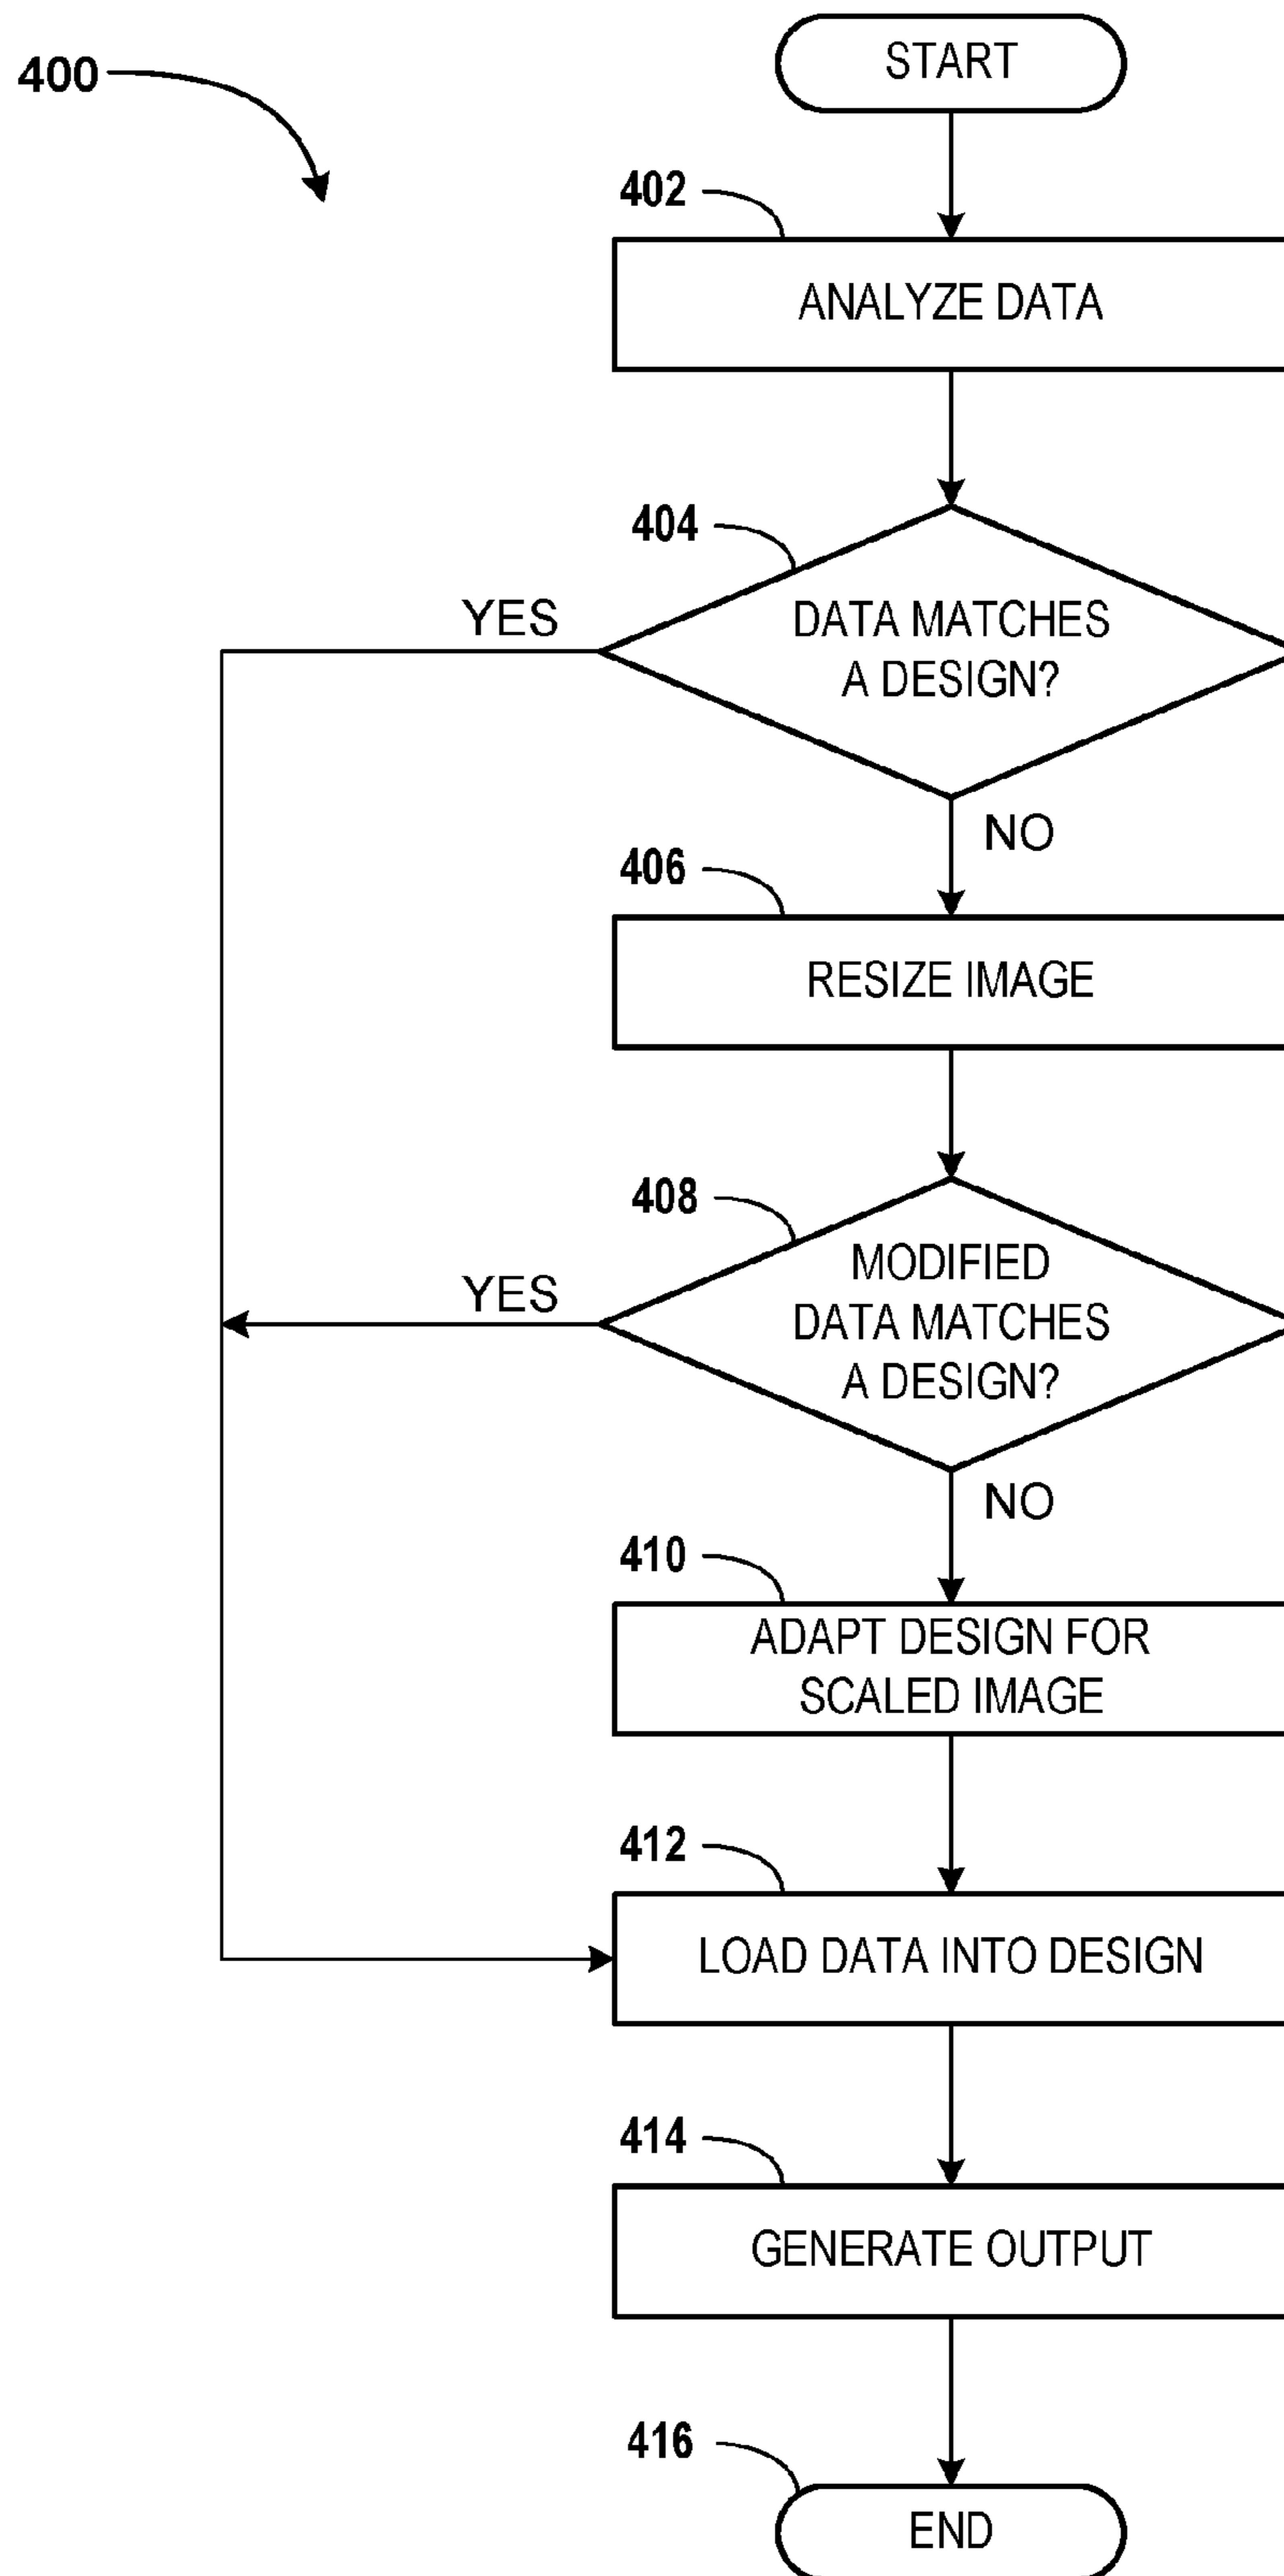 400
START
402
ANALYZE DATA
404
YES
DATA MATCHES
A DESIGN?
NO
406
RESIZE IMAGE
408
YES
MODIFIED
DATA MATCHES
A DESIGN?
NO
410
ADAPT DESIGN FOR
SCALED IMAGE
412
LOAD DATA INTO DESIGN
414
GENERATE OUTPUT
416
END